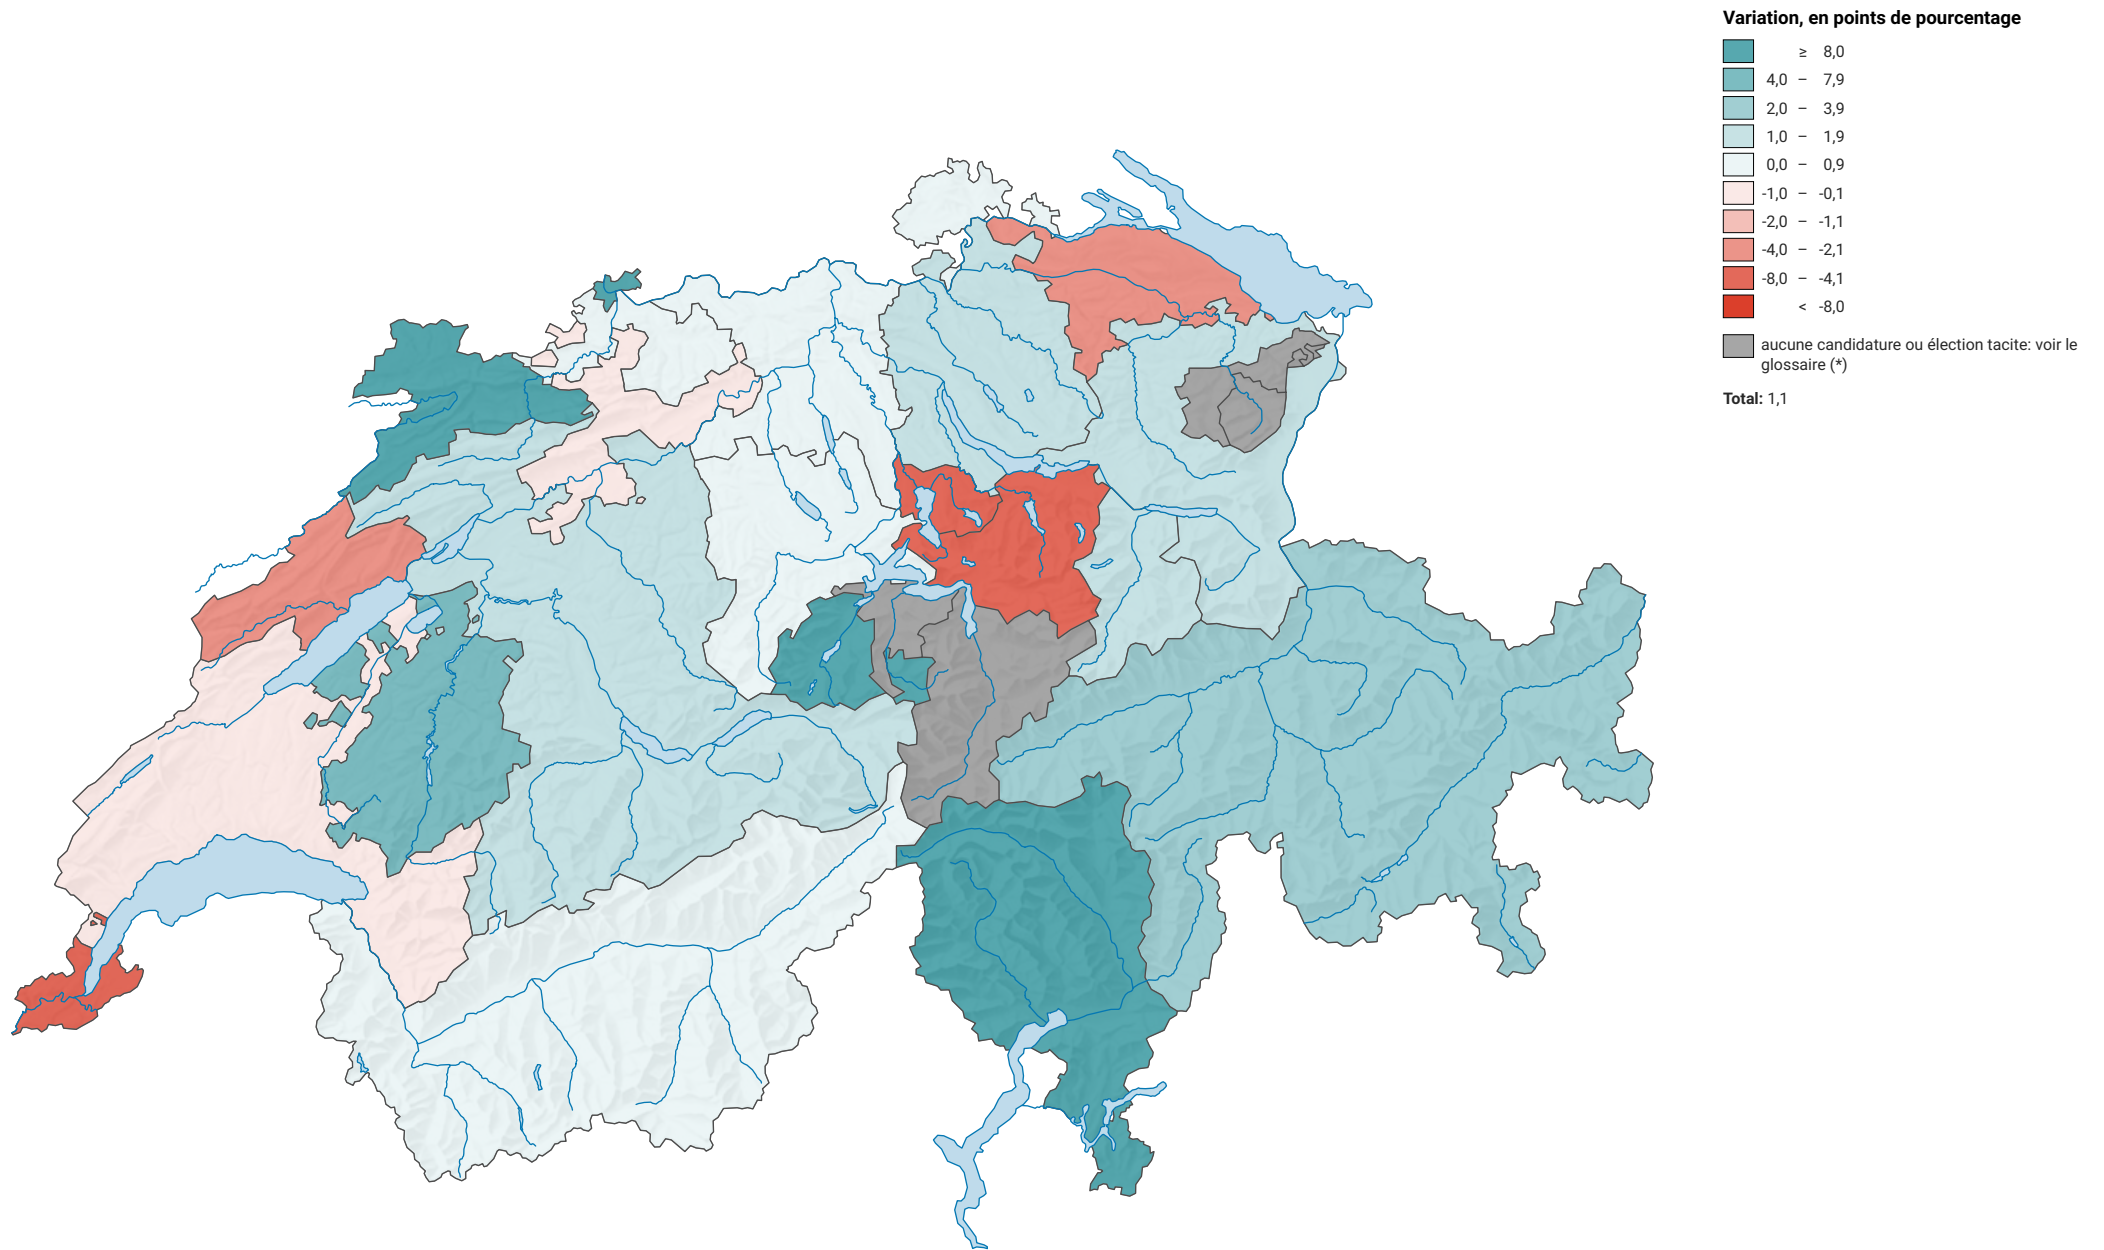 Variation, en points de pourcentage
≥ 8,0
4,0 – 7,9
2,0 – 3,9
1,0 – 1,9
0,0 – 0,9
-1,0 – -0,1
-2,0 – -1,1
-4,0 – -2,1
-8,0 – -4,1
< -8,0
aucune candidature ou élection tacite: voir le
glossaire (*)
Total: 1,1